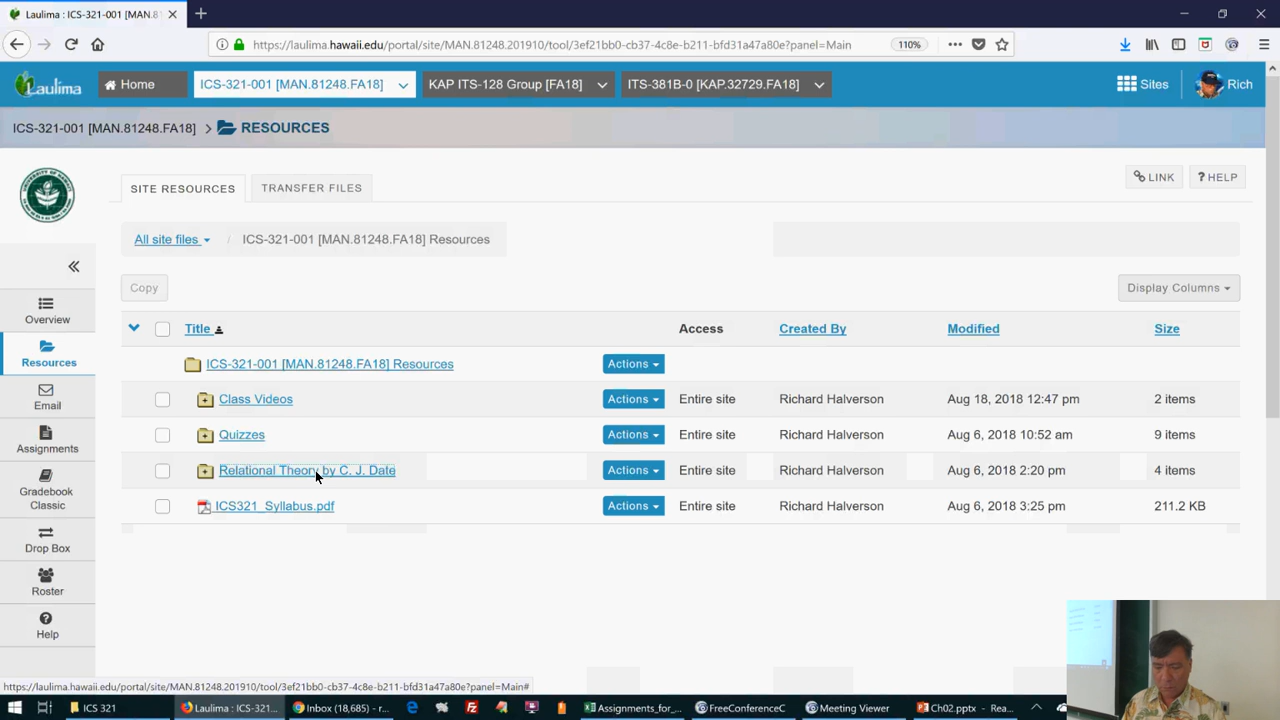 Laulima : ICS-321-001 [MAN.81
https://laulima.hawaii.edu/portal/site/MAN.81248.201910/tool/3ef21bb0-cb37-4c8e-b211-bfd31a47a80e?panel=Main
110%
Laulima
Home
ICS-321-001 [MAN.81248.FA18]
KAP ITS-128 Group [FA18]
ITS-381B-0 [KAP.32729.FA18]
Sites
Rich
ICS-321-001 [MAN.81248.FA18] > RESOURCES
SITE RESOURCES
TRANSFER FILES
LINK
? HELP
All site files / ICS-321-001 [MAN.81248.FA18] Resources
Copy
Display Columns
Title Access Created By Modified Size
ICS-321-001 [MAN.81248.FA18] Resources Actions
Class Videos Actions Entire site Richard Halverson Aug 18, 2018 12:47 pm 2 items
Quizzes Actions Entire site Richard Halverson Aug 6, 2018 10:52 am 9 items
Relational Theory by C. J. Date Actions Entire site Richard Halverson Aug 6, 2018 2:20 pm 4 items
ICS321_Syllabus.pdf Actions Entire site Richard Halverson Aug 6, 2018 3:25 pm 211.2 KB
Overview
Resources
Email
Assignments
Gradebook
Classic
Drop Box
Roster
Help
https://laulima.hawaii.edu/portal/site/MAN.81248.201910/tool/3ef21bb0-cb37-4c8e-b211-bfd31a47a80e?panel=Main#
ICS 321
Laulima : ICS-321...
Inbox (18,685) - r...
Assignments_for_...
FreeConferenceC
Meeting Viewer
Ch02.pptx - Rea...